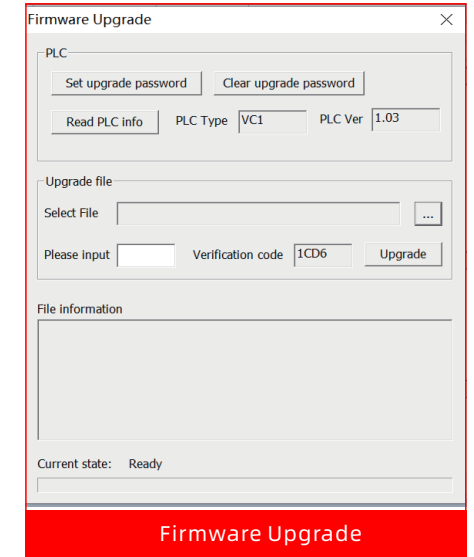 Firmware Upgrade
PLC
Set upgrade password Clear upgrade password
Read PLC info PLC Type VC1 PLC Ver 1.03
Upgrade file
Select File ...
Please input Verification code 1CD6 Upgrade
File information
Current state: Ready
Firmware Upgrade